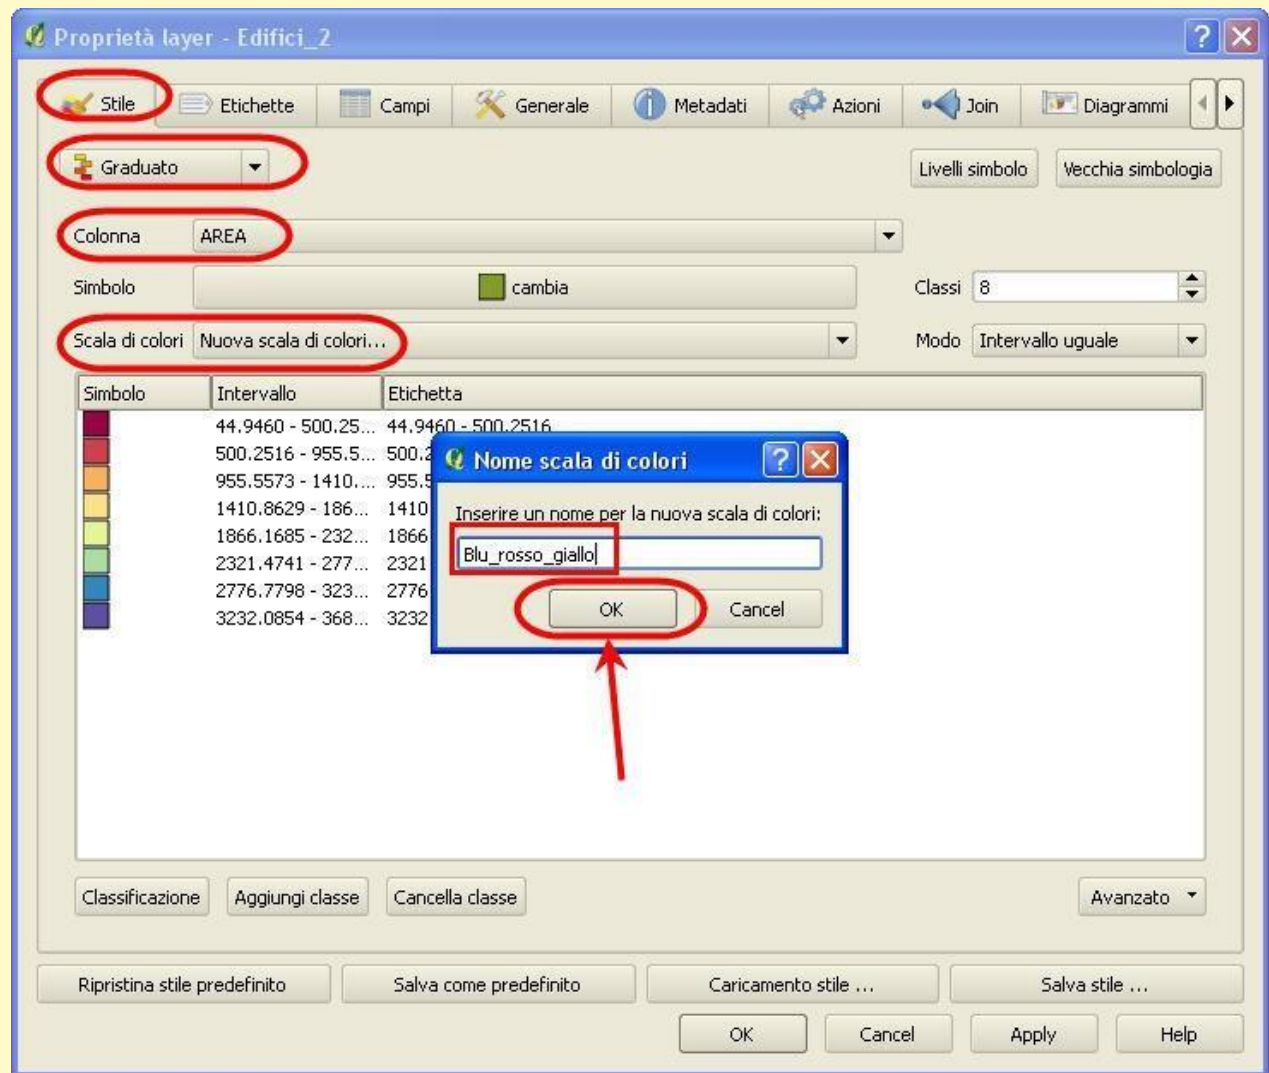 Proprietà layer - Edifici_2
Stile Etichette Campi Generale Metadati Azioni Join Diagrammi
Graduato Livelli simbolo Vecchia simbologia
Colonna AREA
Simbolo cambia Classi 8
Scala di colori Nuova scala di colori... Modo Intervallo uguale
Simbolo Intervallo Etichetta
44.9460 - 500.25... 44.9460 - 500.2516
500.2516 - 955.5... 500.2
955.5573 - 1410.... 955.5
1410.8629 - 186... 1410
1866.1685 - 232... 1866
2321.4741 - 277... 2321
2776.7798 - 323... 2776
3232.0854 - 368... 3232
Nome scala di colori
Inserire un nome per la nuova scala di colori:
Blu_rosso_giallo
OK Cancel
Classificazione Aggiungi classe Cancella classe Avanzato
Ripristina stile predefinito Salva come predefinito Caricamento stile ... Salva stile ...
OK Cancel Apply Help